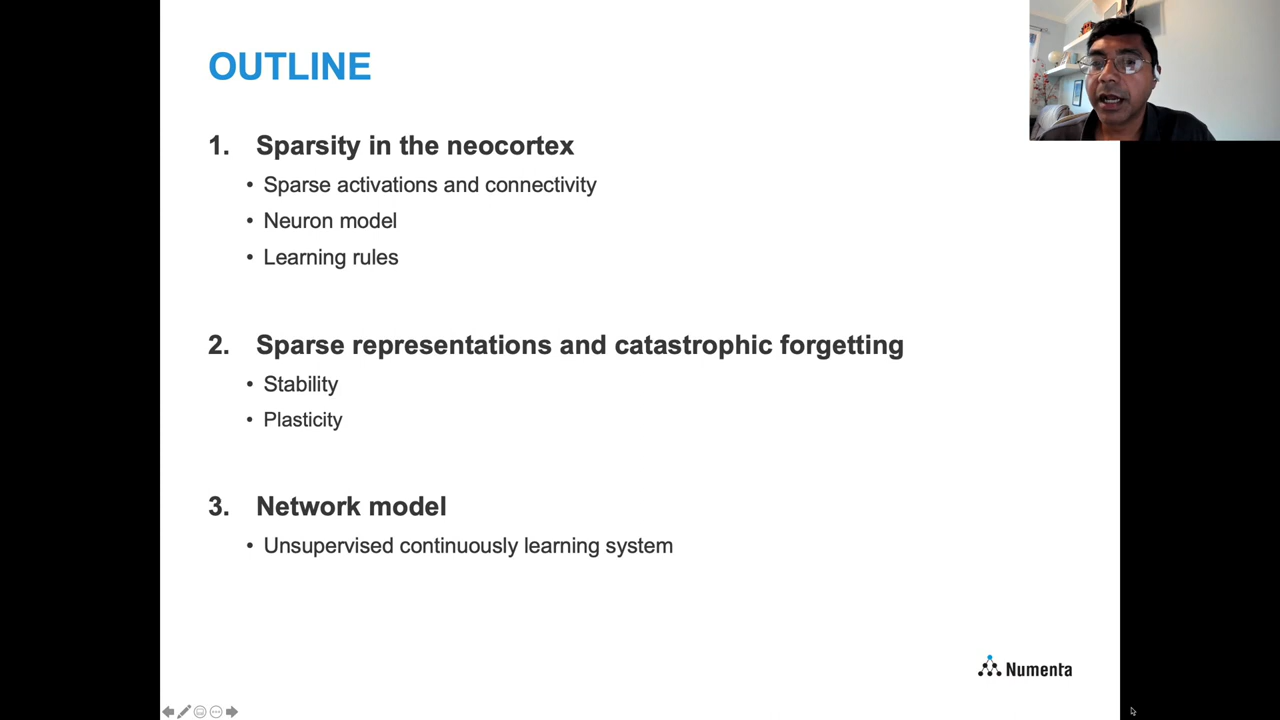 OUTLINE
1. Sparsity in the neocortex
• Sparse activations and connectivity
• Neuron model
• Learning rules
2. Sparse representations and catastrophic forgetting
• Stability
• Plasticity
3. Network model
• Unsupervised continuously learning system
Numenta